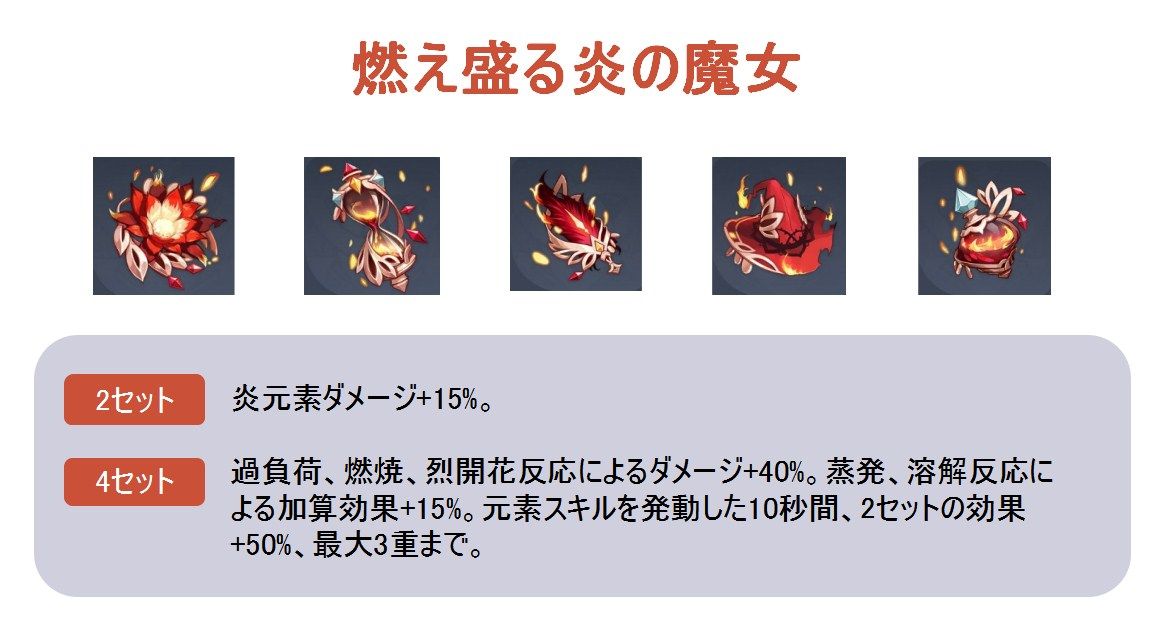 燃え盛る炎の魔女
2セット
炎元素ダメージ+15%。
4セット
過負荷、燃焼、烈開花反応によるダメージ+40%。蒸発、溶解反応に
よる加算効果+15%。元素スキルを発動した10秒間、2セットの効果
+50%、最大3重まで。